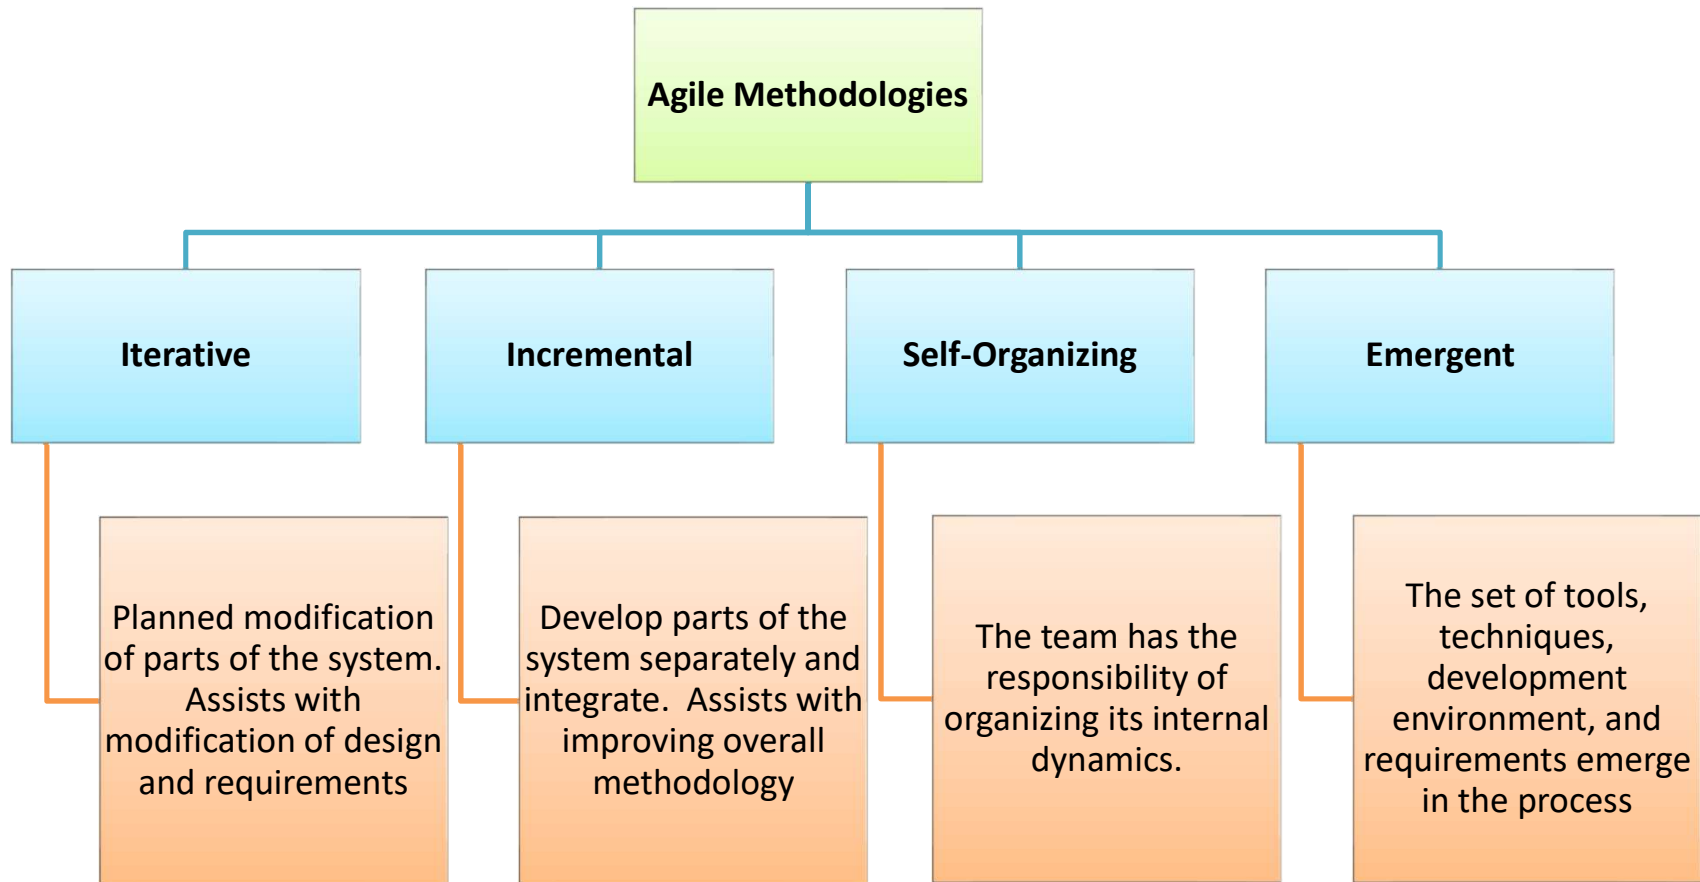 Agile Methodologies
Iterative
Incremental
Self-Organizing
Emergent
Planned modification
of parts of the system.
Assists with
modification of design
and requirements
Develop parts of the
system separately and
integrate.  Assists with
improving overall
methodology
The team has the
responsibility of
organizing its internal
dynamics.
The set of tools,
techniques,
development
environment, and
requirements emerge
in the process